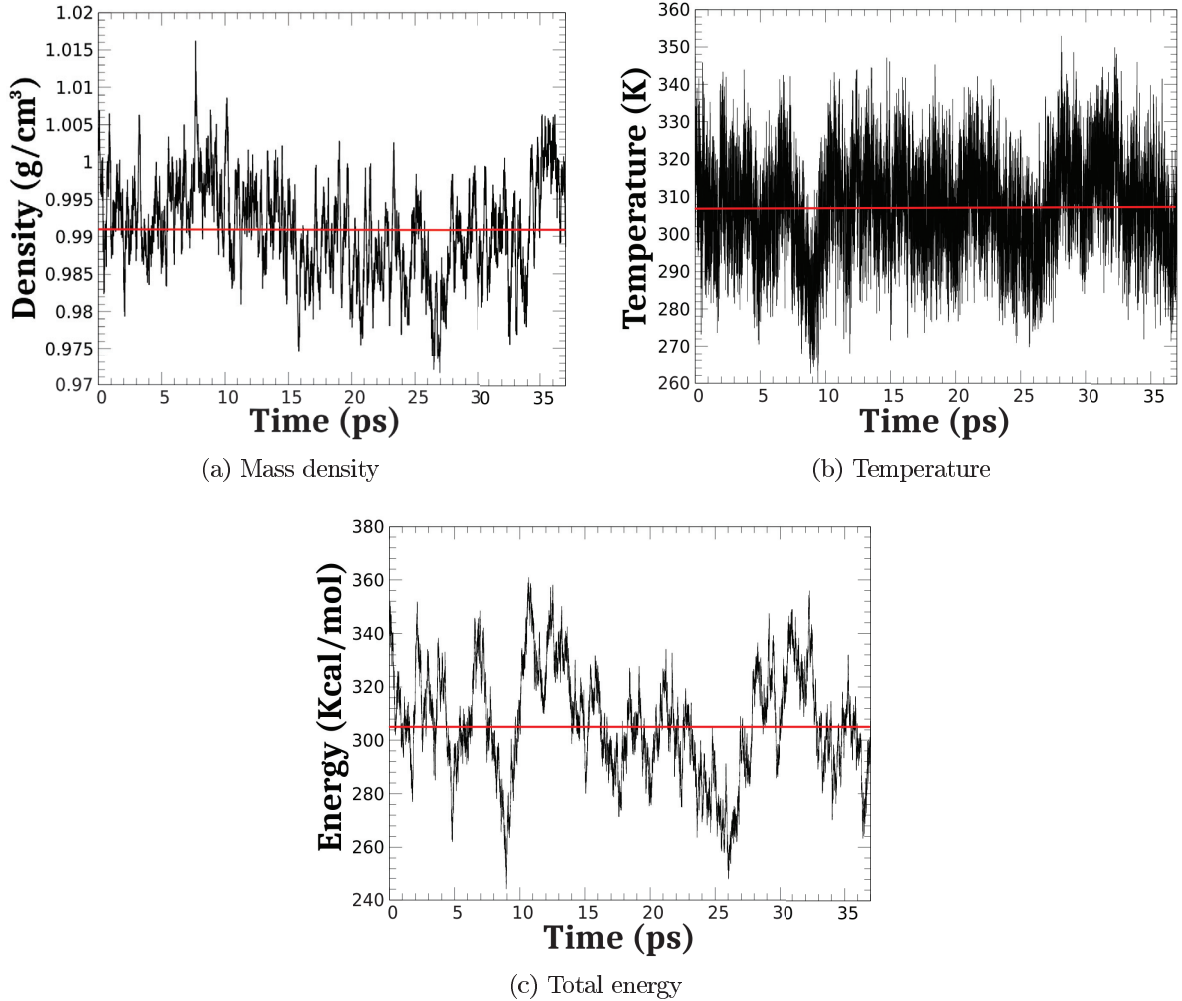 1.02
1.015
1.01
1.005
1
0.995
0.99
0.985
0.98
0.975
0.97
Density (g/cm³)
0 5 10 15 20 25 30 35
Time (ps)
(a) Mass density
360
350
340
330
320
310
300
290
280
270
260
Temperature (K)
0 5 10 15 20 25 30 35
Time (ps)
(b) Temperature
380
360
340
320
300
280
260
240
Energy (Kcal/mol)
0 5 10 15 20 25 30 35
Time (ps)
(c) Total energy